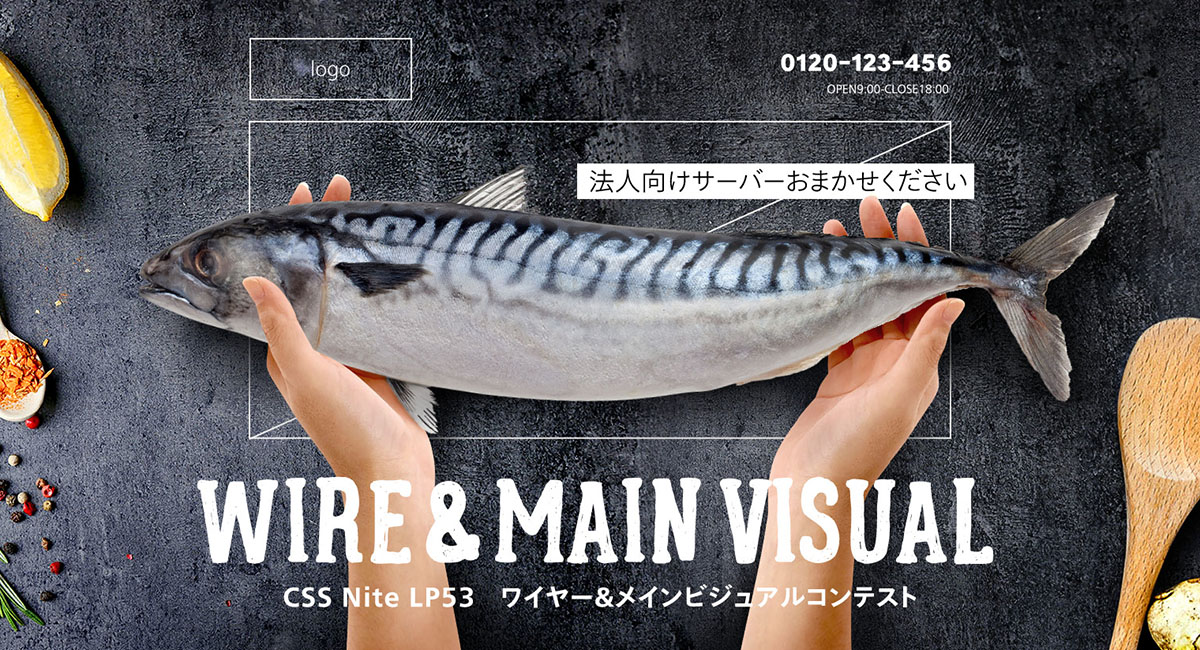 logo
0120-123-456
OPEN9:00-CLOSE18:00
法人向けサーバーおまかせください
WIRE & MAIN VISUAL
CSS Nite LP53　ワイヤー&メインビジュアルコンテスト